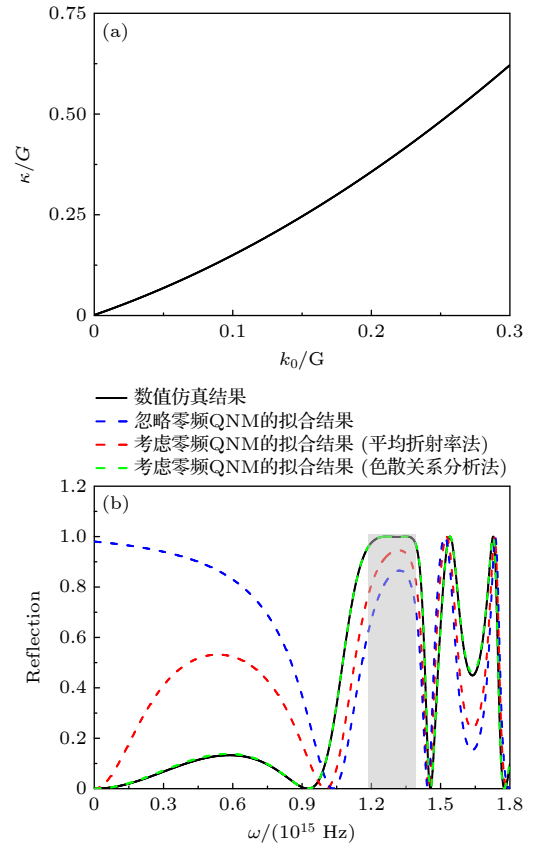 0.75
(a)
0.50
0.25
0
κ/G
0
0.1
0.2
0.3
k₀/G
数值仿真结果
忽略零频QNM的拟合结果
考虑零频QNM的拟合结果 (平均折射率法)
考虑零频QNM的拟合结果 (色散关系分析法)
1.2
(b)
1.0
0.8
0.6
0.4
0.2
0
Reflection
0
0.3
0.6
0.9
1.2
1.5
1.8
ω/(10¹⁵ Hz)